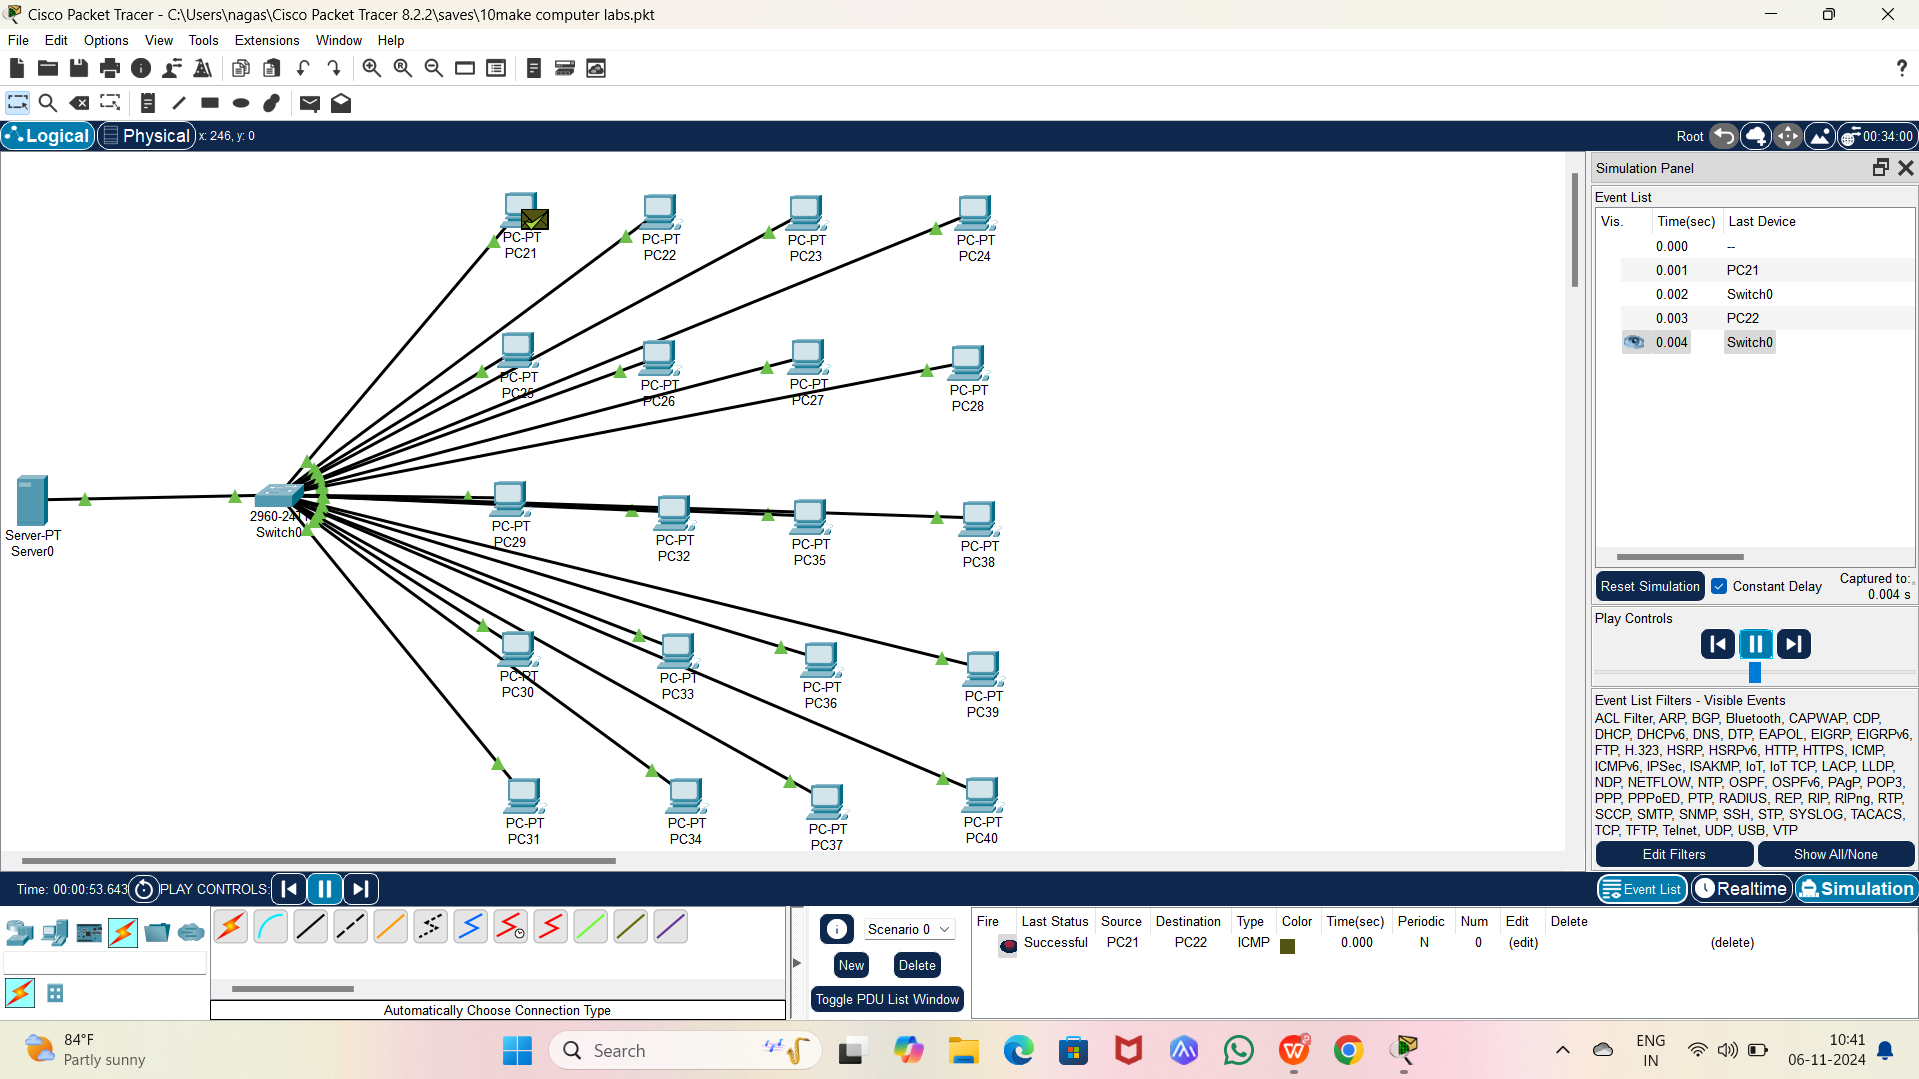 Cisco Packet Tracer - C:\Users\nagas\Cisco Packet Tracer 8.2.2\saves\10make computer labs.pkt
File Edit Options View Tools Extensions Window Help
Logical Physical x: 246, y: 0 Root 00:34:00
PC-PT
PC21
PC-PT
PC22
PC-PT
PC23
PC-PT
PC24
PC-PT
PC25
PC-PT
PC26
PC-PT
PC27
PC-PT
PC28
Server-PT
Server0
2960-24T
Switch0
PC-PT
PC29
PC-PT
PC32
PC-PT
PC35
PC-PT
PC38
PC-PT
PC30
PC-PT
PC33
PC-PT
PC36
PC-PT
PC39
PC-PT
PC31
PC-PT
PC34
PC-PT
PC37
PC-PT
PC40
Simulation Panel
Event List
Vis. Time(sec) Last Device
0.000 --
0.001 PC21
0.002 Switch0
0.003 PC22
0.004 Switch0
Reset Simulation Constant Delay Captured to:
0.004 s
Play Controls
Event List Filters - Visible Events
ACL Filter, ARP, BGP, Bluetooth, CAPWAP, CDP,
DHCP, DHCPv6, DNS, DTP, EAPOL, EIGRP, EIGRPv6,
FTP, H.323, HSRP, HSRPv6, HTTP, HTTPS, ICMP,
ICMPv6, IPSec, ISAKMP, IoT, IoT TCP, LACP, LLDP,
NDP, NETFLOW, NTP, OSPF, OSPFv6, PAgP, POP3,
PPP, PPPoED, PTP, RADIUS, REP, RIP, RIPng, RTP,
SCCP, SMTP, SNMP, SSH, STP, SYSLOG, TACACS,
TCP, TFTP, Telnet, UDP, USB, VTP
Edit Filters Show All/None
Time: 00:00:53.643 PLAY CONTROLS: Event List Realtime Simulation
Automatically Choose Connection Type
Scenario 0
New Delete
Toggle PDU List Window
Fire Last Status Source Destination Type Color Time(sec) Periodic Num Edit Delete
Successful PC21 PC22 ICMP 0.000 N 0 (edit) (delete)
84°F
Partly sunny
Search
ENG
IN
10:41
06-11-2024